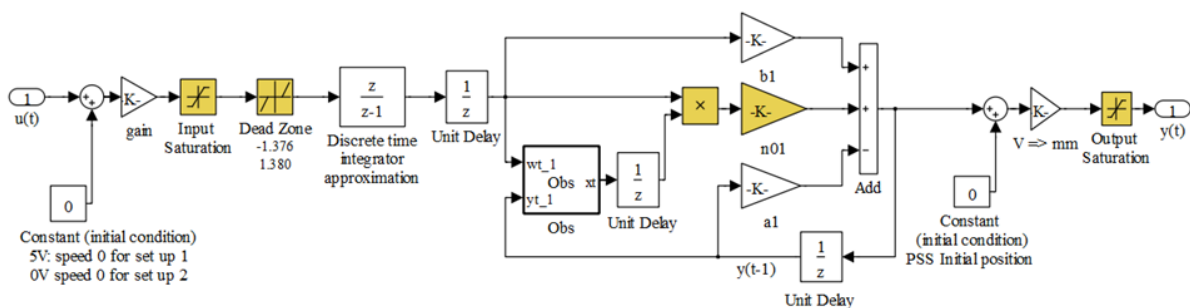 1
u(t)
+
+
-K-
gain
Input
Saturation
Dead Zone
-1.376
1.380
z
z-1
Discrete time
integrator
approximation
1
z
Unit Delay
0
Constant (initial condition)
5V: speed 0 for set up 1
0V speed 0 for set up 2
wt_1
Obs
xt
yt_1
Obs
1
z
Unit Delay
×
-K-
b1
-K-
n01
-K-
a1
+
+
−
Add
y(t-1)
1
z
Unit Delay
+
+
0
Constant
(initial condition)
PSS Initial position
K-
V => mm
Output
Saturation
1
y(t)